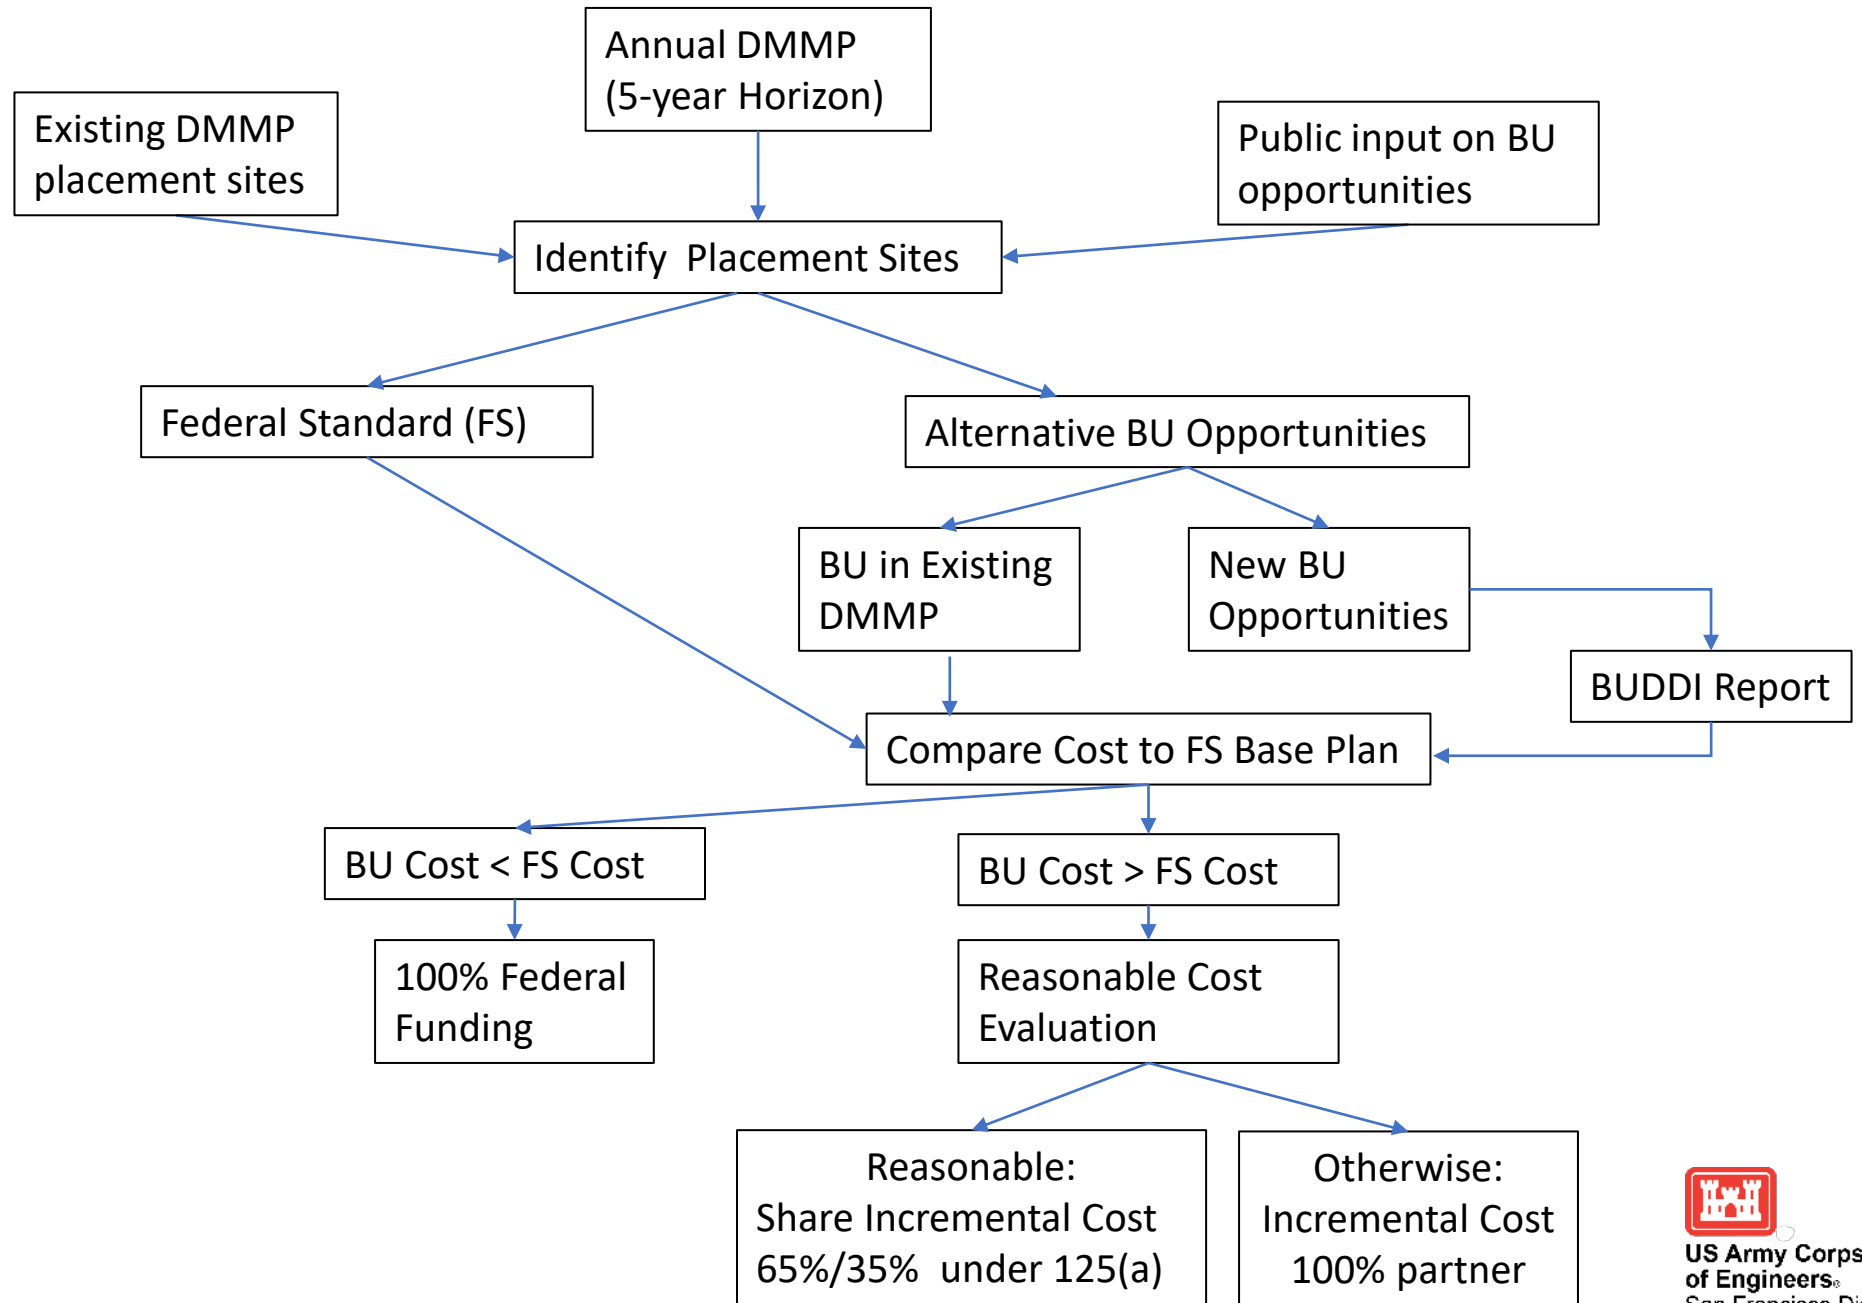 Annual DMMP
(5-year Horizon)
Existing DMMP
placement sites
Public input on BU
opportunities
Identify Placement Sites
Federal Standard (FS)
Alternative BU Opportunities
BU in Existing
DMMP
New BU
Opportunities
BUDDI Report
Compare Cost to FS Base Plan
BU Cost < FS Cost
BU Cost > FS Cost
100% Federal
Funding
Reasonable Cost
Evaluation
Reasonable:
Share Incremental Cost
65%/35% under 125(a)
Otherwise:
Incremental Cost
100% partner
US Army Corps
of Engineers®
San Francisco